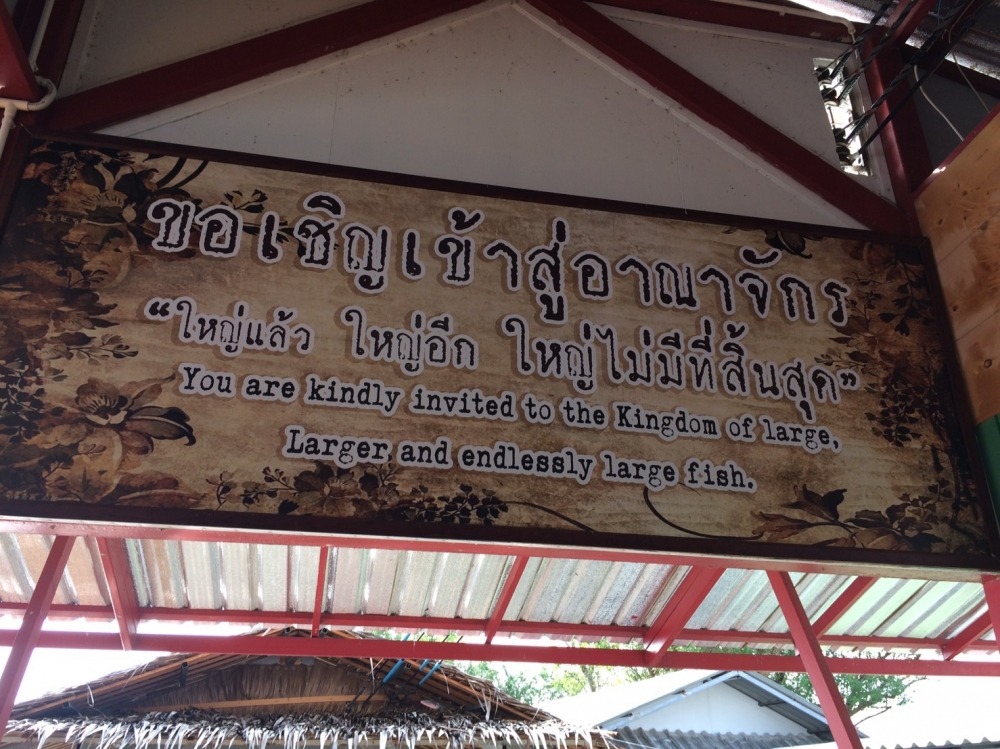 ขอเชิญเข้าสู่อาณาจักร
“ใหญ่แล้ว ใหญ่อีก ใหญ่ไม่มีที่สิ้นสุด”
You are kindly invited to the Kingdom of large,
Larger, and endlessly large fish.